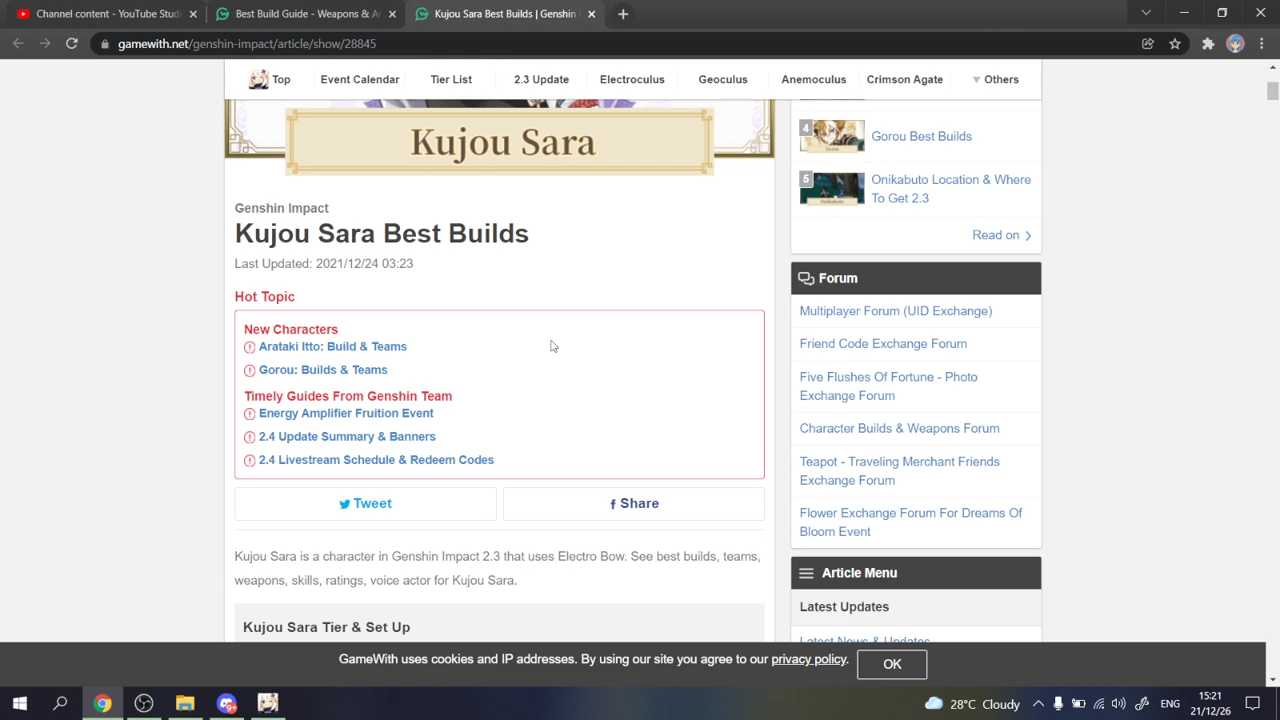 Channel content - YouTube Studi
Best Build Guide - Weapons & Ar
Kujou Sara Best Builds | Genshin
gamewith.net/genshin-impact/article/show/28845
Top
Event Calendar
Tier List
2.3 Update
Electroculus
Geoculus
Anemoculus
Crimson Agate
Others
Kujou Sara
Genshin Impact
Kujou Sara Best Builds
Last Updated: 2021/12/24 03:23
Hot Topic
New Characters
Arataki Itto: Build & Teams
Gorou: Builds & Teams
Timely Guides From Genshin Team
Energy Amplifier Fruition Event
2.4 Update Summary & Banners
2.4 Livestream Schedule & Redeem Codes
Tweet
Share
Kujou Sara is a character in Genshin Impact 2.3 that uses Electro Bow. See best builds, teams,
weapons, skills, ratings, voice actor for Kujou Sara.
Kujou Sara Tier & Set Up
4
Gorou Best Builds
5
Onikabuto Location & Where
To Get 2.3
Read on
Forum
Multiplayer Forum (UID Exchange)
Friend Code Exchange Forum
Five Flushes Of Fortune - Photo
Exchange Forum
Character Builds & Weapons Forum
Teapot - Traveling Merchant Friends
Exchange Forum
Flower Exchange Forum For Dreams Of
Bloom Event
Article Menu
Latest Updates
Latest News & Updates
GameWith uses cookies and IP addresses. By using our site you agree to our privacy policy.
OK
28°C Cloudy
ENG
15:21
21/12/26